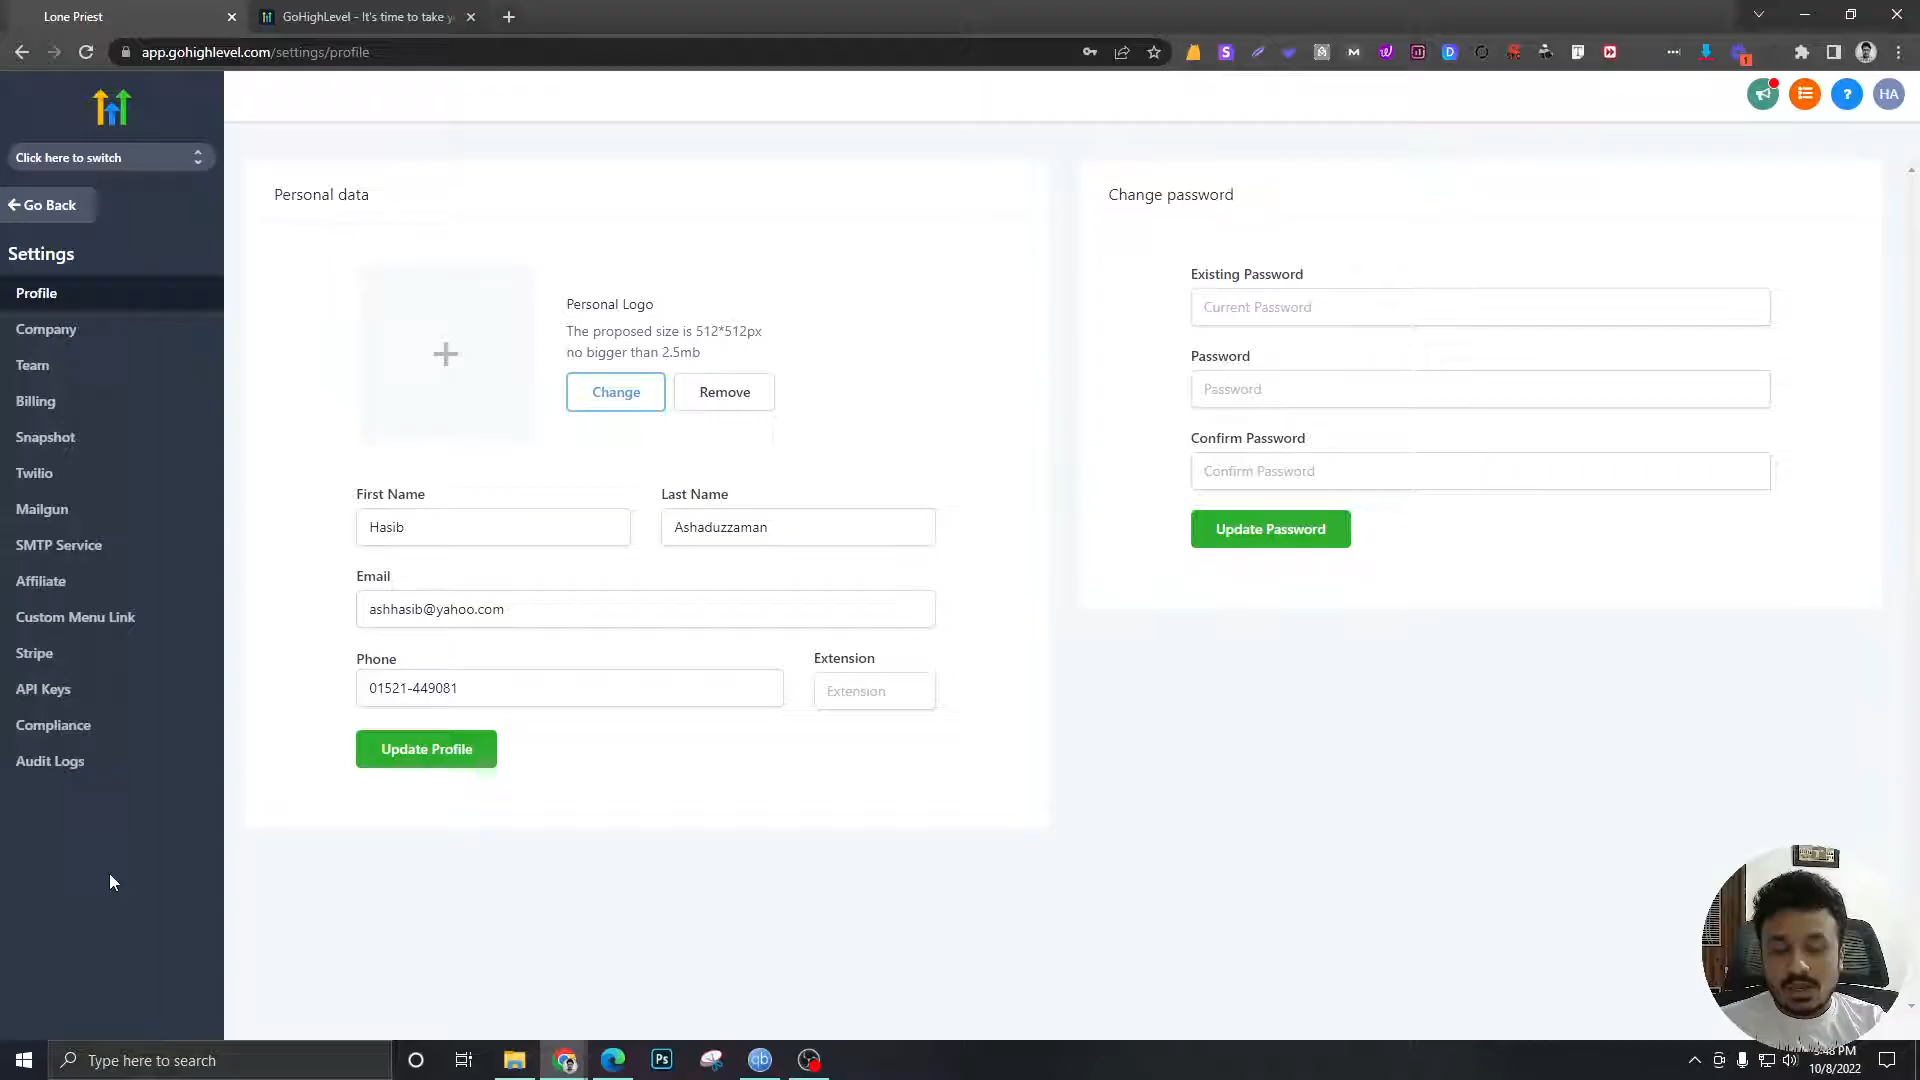 Lone Priest
GoHighLevel - It's time to take y
app.gohighlevel.com/settings/profile
1
?
HA
Click here to switch
Go Back
Settings
Profile
Company
Team
Billing
Snapshot
Twilio
Mailgun
SMTP Service
Affiliate
Custom Menu Link
Stripe
API Keys
Compliance
Audit Logs
Personal data
Personal Logo
The proposed size is 512*512px
no bigger than 2.5mb
Change
Remove
First Name
Last Name
Hasib
Ashaduzzaman
Email
ashhasib@yahoo.com
Phone
Extension
01521-449081
Extension
Update Profile
Change password
Existing Password
Current Password
Password
Password
Confirm Password
Confirm Password
Update Password
Type here to search
Ps
qb
10/8/2022